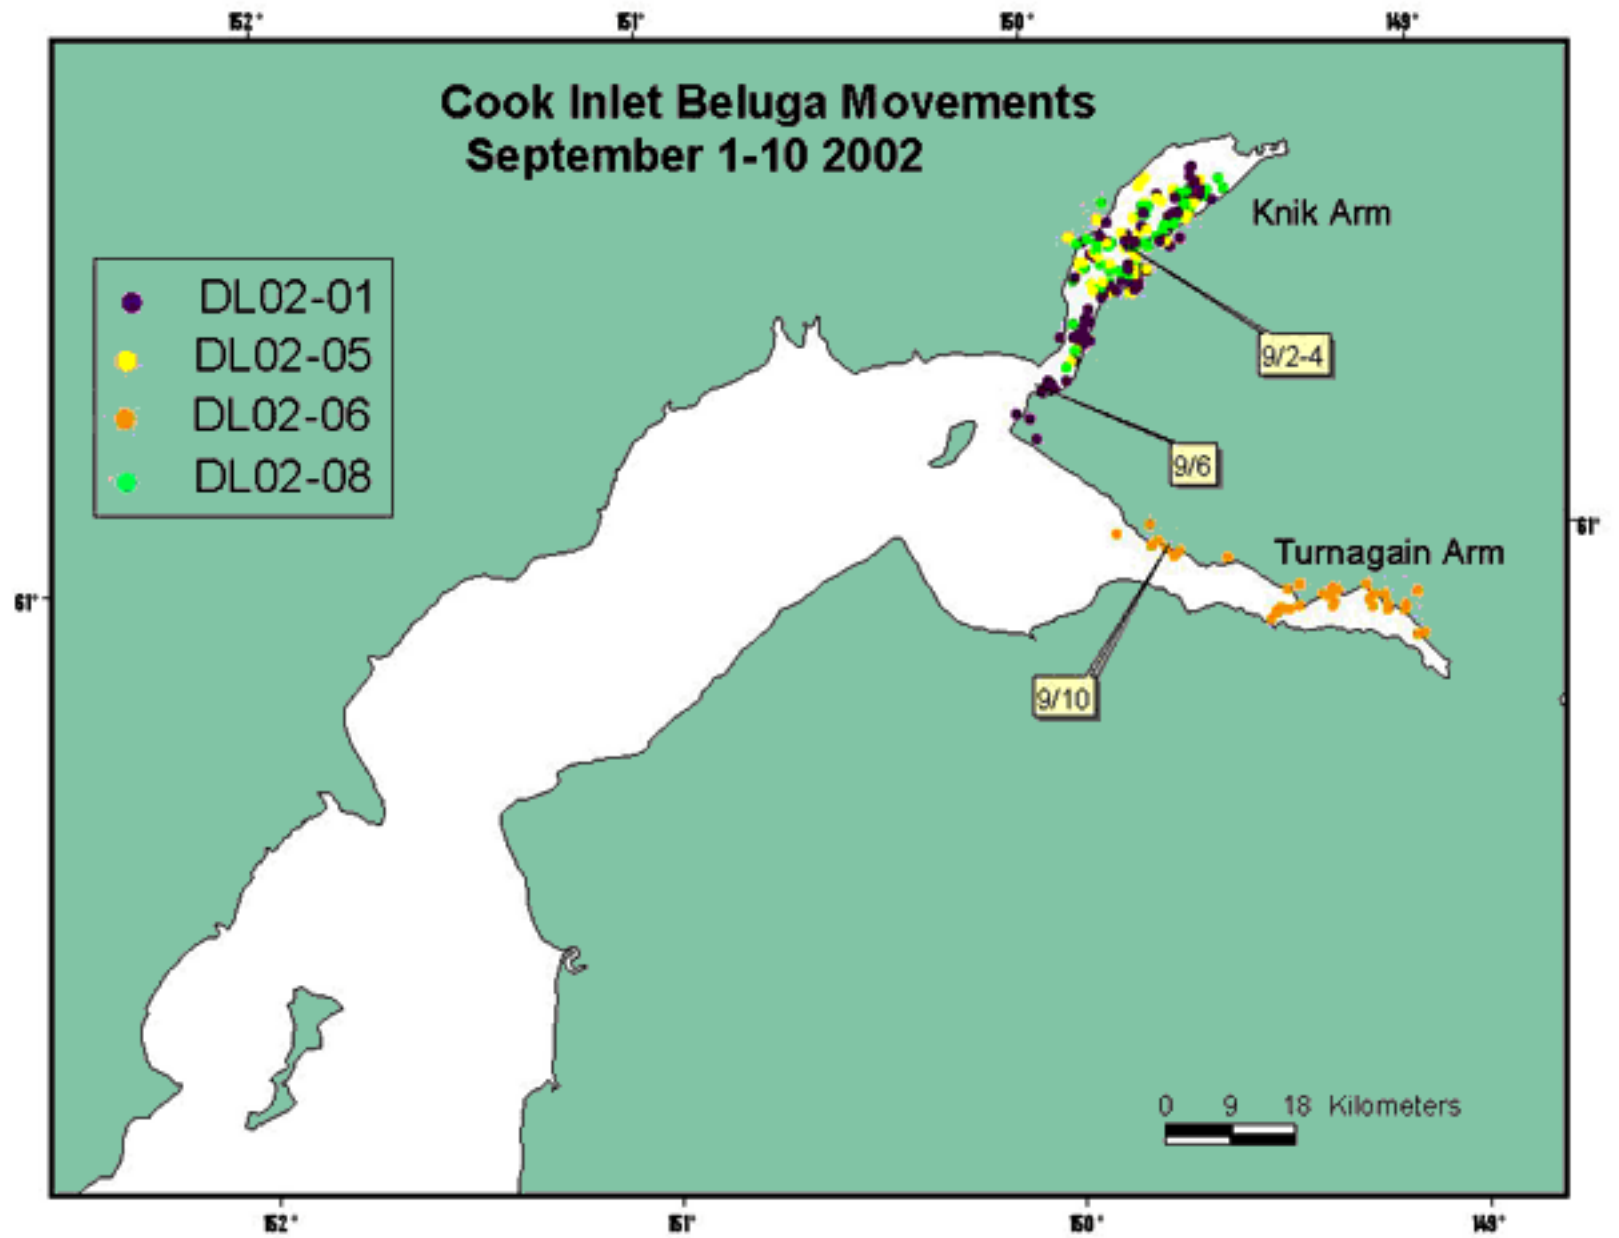 152° 151° 150° 149°
Cook Inlet Beluga Movements
September 1-10 2002
Knik Arm
DL02-01
DL02-05
DL02-06
DL02-08
9/2-4
9/6
61°
Turnagain Arm
61°
9/10
0 9 18 Kilometers
152° 151° 150° 149°